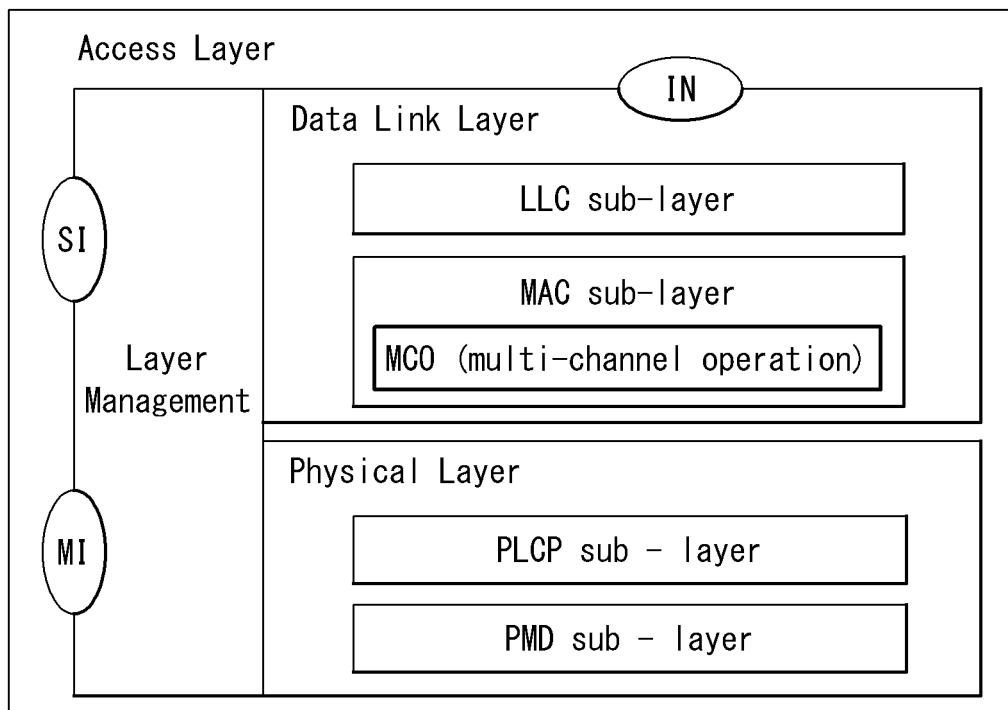 Access Layer
IN
Data Link Layer
LLC sub-layer
SI
MAC sub-layer
MCO (multi-channel operation)
Layer
Management
Physical Layer
MI
PLCP sub - layer
PMD sub - layer